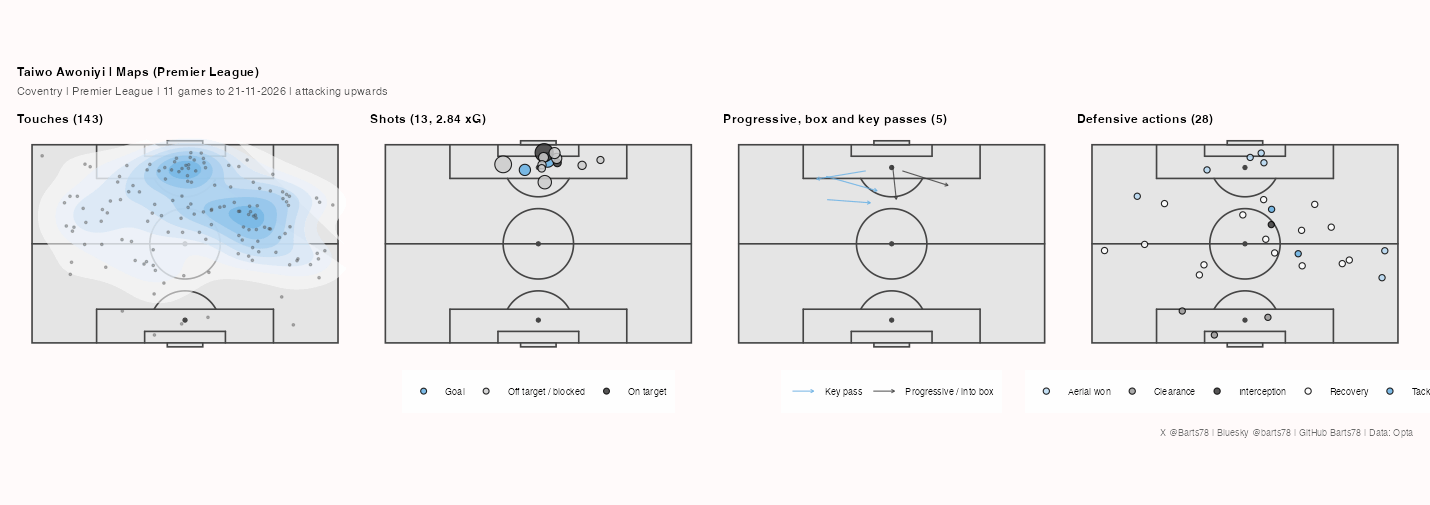 Taiwo Awoniyi | Maps (Premier League)
Coventry | Premier League | 11 games to 21-11-2026 | attacking upwards
Touches (143)
Shots (13, 2.84 xG)
Progressive, box and key passes (5)
Defensive actions (28)
Goal
Off target / blocked
On target
Key pass
Progressive / into box
Aerial won
Clearance
Interception
Recovery
Tack
X @Barts78 | Bluesky @barts78 | GitHub Barts78 | Data: Opta